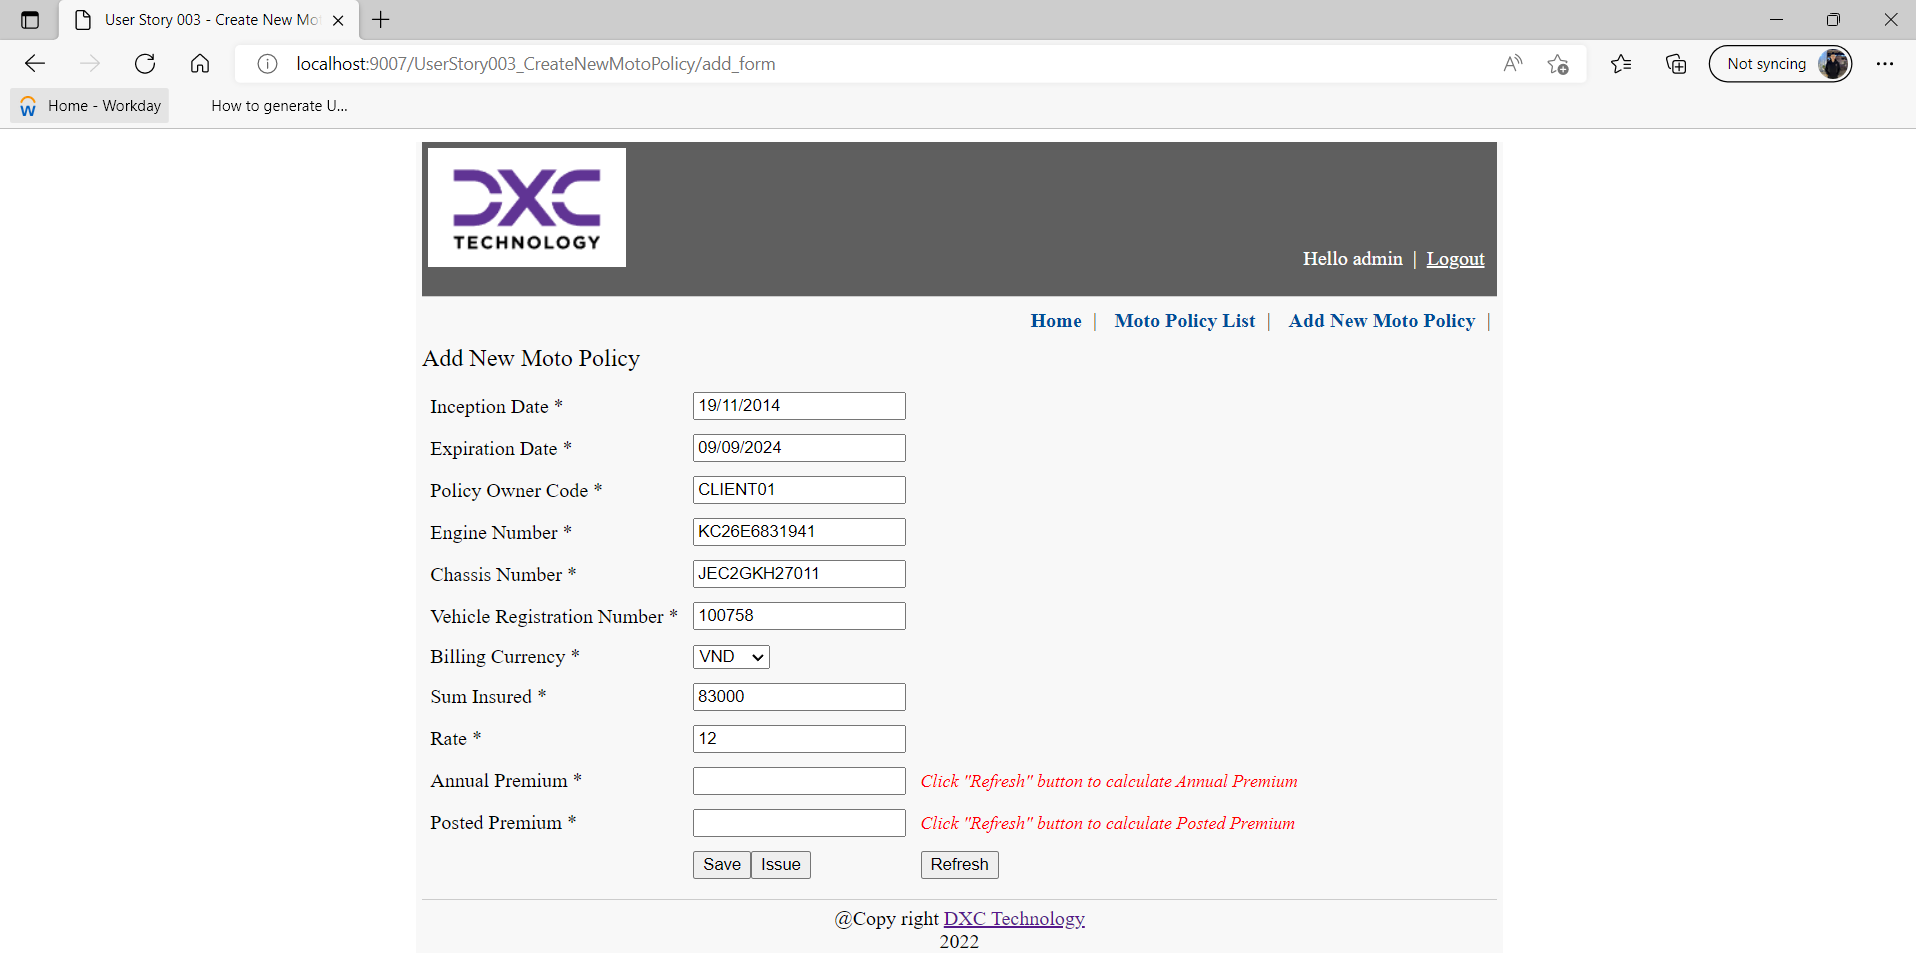 User Story 003 - Create New Mo
localhost:9007/UserStory003_CreateNewMotoPolicy/add_form
Not syncing
Home - Workday
How to generate U...
DXC
TECHNOLOGY
Hello admin | Logout
Home | Moto Policy List | Add New Moto Policy |
Add New Moto Policy
Inception Date * 19/11/2014
Expiration Date * 09/09/2024
Policy Owner Code * CLIENT01
Engine Number * KC26E6831941
Chassis Number * JEC2GKH27011
Vehicle Registration Number * 100758
Billing Currency * VND
Sum Insured * 83000
Rate * 12
Annual Premium * Click "Refresh" button to calculate Annual Premium
Posted Premium * Click "Refresh" button to calculate Posted Premium
Save Issue Refresh
@Copy right DXC Technology
2022